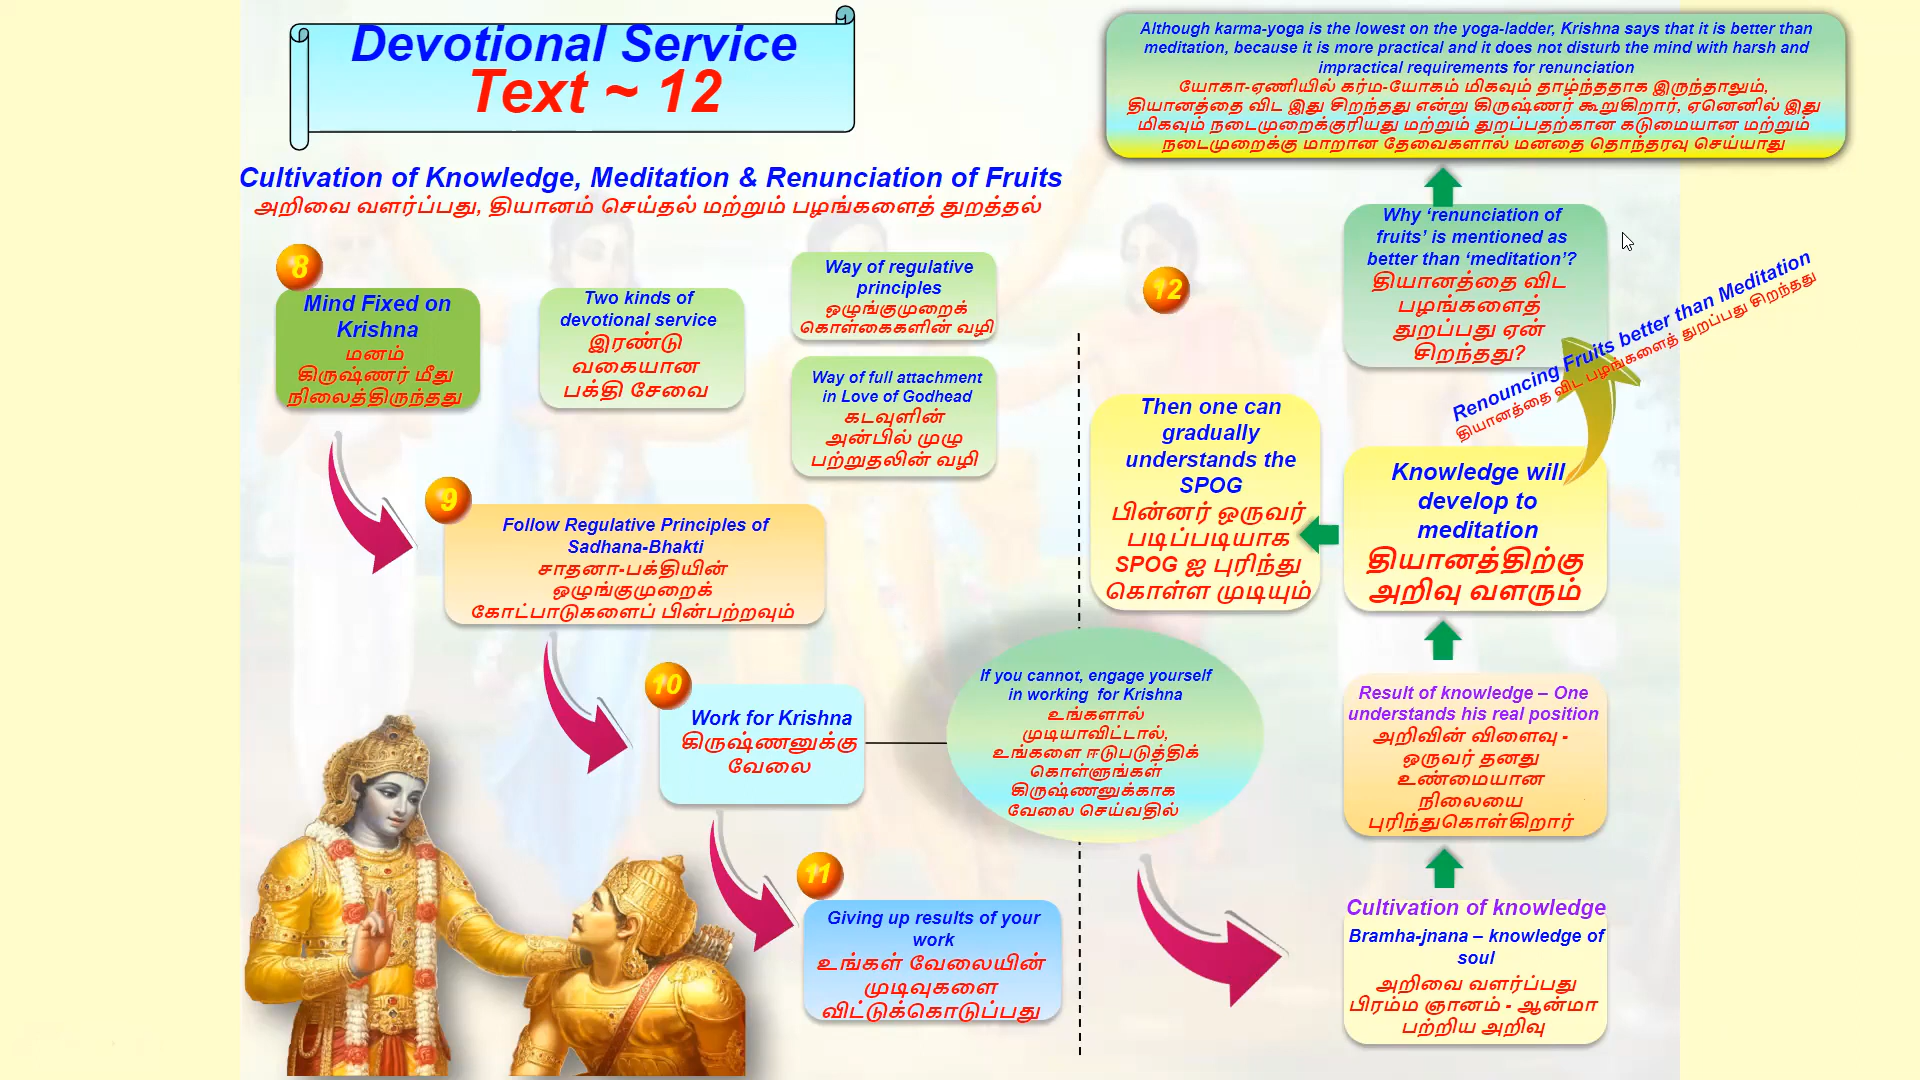 Devotional Service
Text ~ 12
Cultivation of Knowledge, Meditation & Renunciation of Fruits
அறிவை வளர்ப்பது, தியானம் செய்தல் மற்றும் பழங்களைத் துறத்தல்
8
Mind Fixed on
Krishna
மனம்
கிருஷ்ணர் மீது
நிலைத்திருந்தது
Two kinds of
devotional service
இரண்டு
வகையான
பக்தி சேவை
Way of regulative
principles
ஒழுங்குமுறைக்
கொள்கைகளின் வழி
Way of full attachment
in Love of Godhead
கடவுளின்
அன்பில் முழு
பற்றுதலின் வழி
9
Follow Regulative Principles of
Sadhana-Bhakti
சாதனா-பக்தியின்
ஒழுங்குமுறைக்
கோட்பாடுகளைப் பின்பற்றவும்
10
Work for Krishna
கிருஷ்ணனுக்கு
வேலை
If you cannot, engage yourself
in working for Krishna
உங்களால்
முடியாவிட்டால்,
உங்களை ஈடுபடுத்திக்
கொள்ளுங்கள்
கிருஷ்ணனுக்காக
வேலை செய்வதில்
11
Giving up results of your
work
உங்கள் வேலையின்
முடிவுகளை
விட்டுக்கொடுப்பது
12
Cultivation of knowledge
Bramha-jnana – knowledge of
soul
அறிவை வளர்ப்பது
பிரம்ம ஞானம் - ஆன்மா
பற்றிய அறிவு
Result of knowledge – One
understands his real position
அறிவின் விளைவு -
ஒருவர் தனது
உண்மையான
நிலையை
புரிந்துகொள்கிறார்
Knowledge will
develop to
meditation
தியானத்திற்கு
அறிவு வளரும்
Then one can
gradually
understands the
SPOG
பின்னர் ஒருவர்
படிப்படியாக
SPOG ஐ புரிந்து
கொள்ள முடியும்
Renouncing Fruits better than Meditation
தியானத்தை விட பழங்களைத் துறப்பது சிறந்தது
Why ‘renunciation of
fruits’ is mentioned as
better than ‘meditation’?
தியானத்தை விட
பழங்களைத்
துறப்பது ஏன்
சிறந்தது?
Although karma-yoga is the lowest on the yoga-ladder, Krishna says that it is better than
meditation, because it is more practical and it does not disturb the mind with harsh and
impractical requirements for renunciation
யோகா-ஏணியில் கர்ம-யோகம் மிகவும் தாழ்ந்ததாக இருந்தாலும்,
தியானத்தை விட இது சிறந்தது என்று கிருஷ்ணர் கூறுகிறார், ஏனெனில் இது
மிகவும் நடைமுறைக்குரியது மற்றும் துறப்பதற்கான கடுமையான மற்றும்
நடைமுறைக்கு மாறான தேவைகளால் மனதை தொந்தரவு செய்யாது